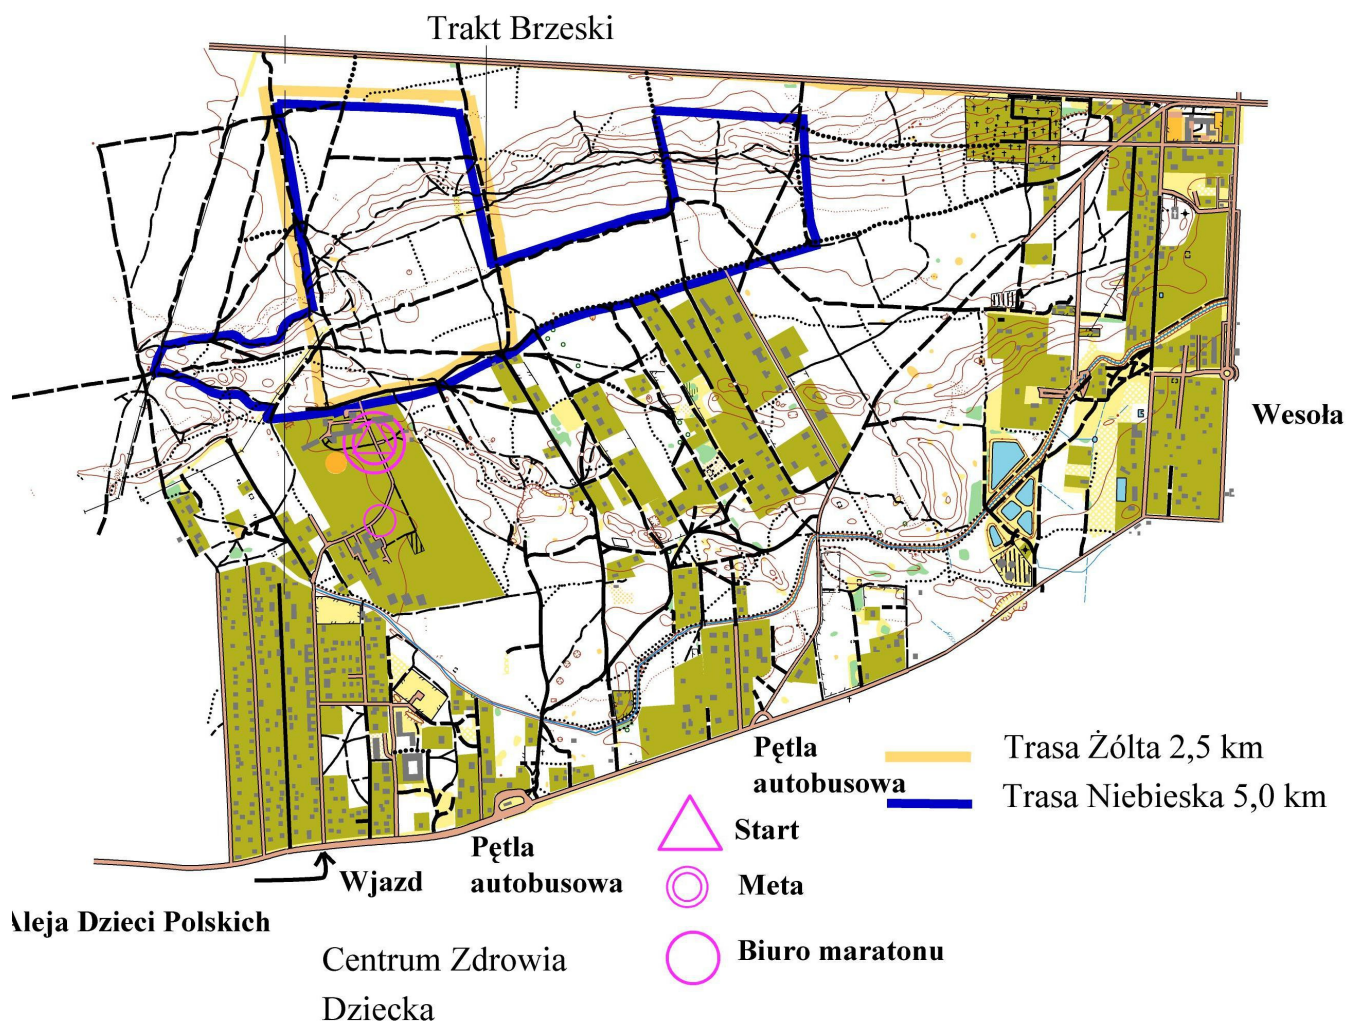 Trakt Brzeski
Wesoła
Pętla
autobusowa
Trasa Żólta 2,5 km
Trasa Niebieska 5,0 km
Start
Pętla
autobusowa
Meta
Wjazd
Aleja Dzieci Polskich
Biuro maratonu
Centrum Zdrowia
Dziecka